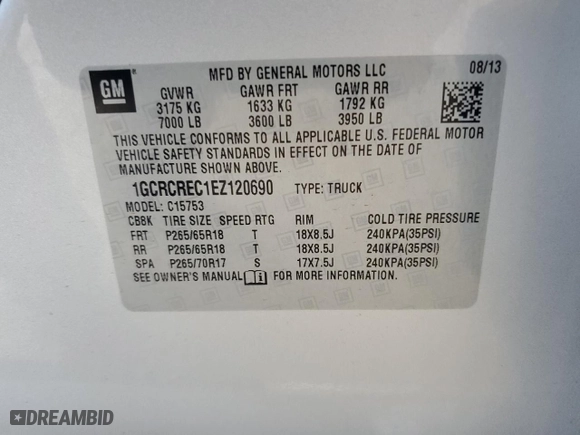 GM
MFD BY GENERAL MOTORS LLC 08/13
GVWR GAWR FRT GAWR RR
3175 KG 1633 KG 1792 KG
7000 LB 3600 LB 3950 LB
THIS VEHICLE CONFORMS TO ALL APPLICABLE U.S. FEDERAL MOTOR
VEHICLE SAFETY STANDARDS IN EFFECT ON THE DATE OF
MANUFACTURE SHOWN ABOVE.
1GCRCREC1EZ120690 TYPE: TRUCK
MODEL: C15753
CBBK TIRE SIZE SPEED RTG RIM COLD TIRE PRESSURE
FRT P265/65R18 T 18X8.5J 240KPA(35PSI)
RR P265/65R18 T 18X8.5J 240KPA(35PSI)
SPA P265/70R17 S 17X7.5J 240KPA(35PSI)
SEE OWNER'S MANUAL FOR MORE INFORMATION.
DREAMBID